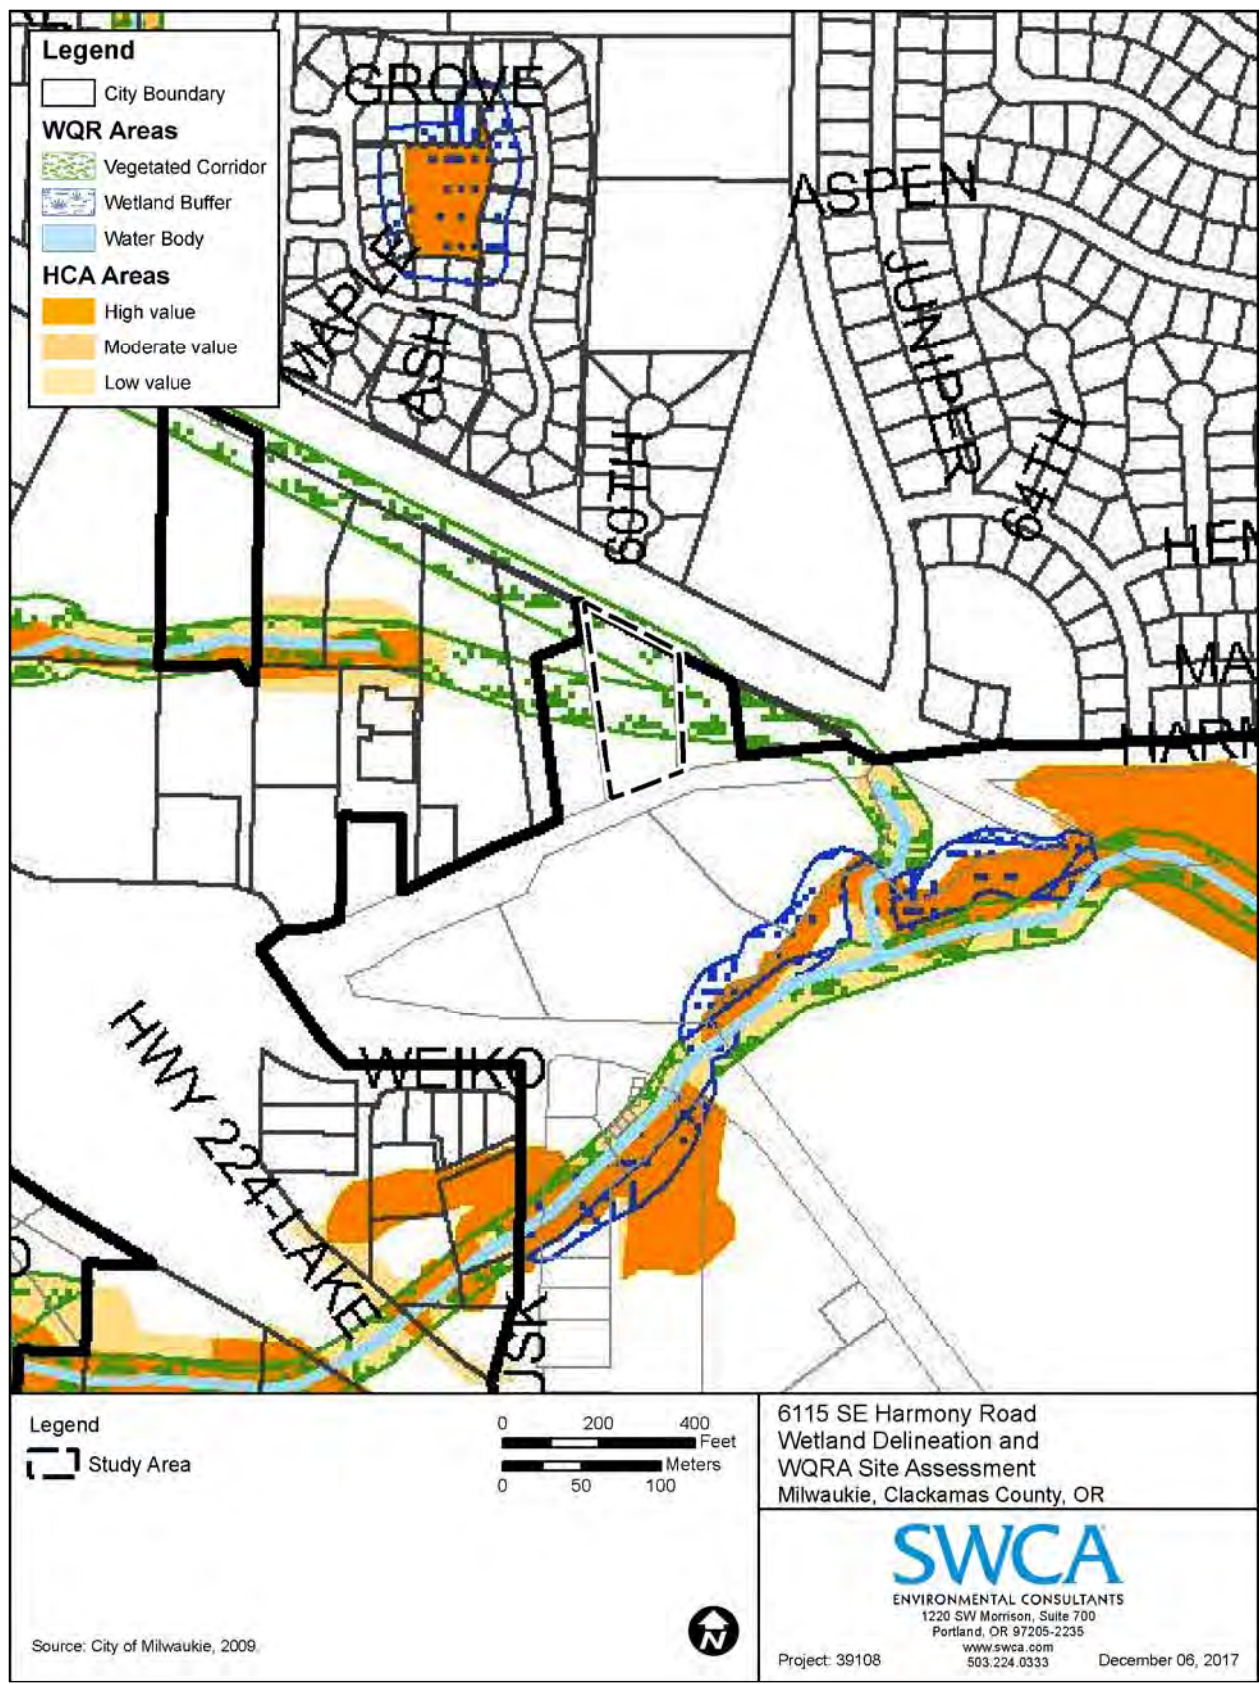 Legend
City Boundary
WQR Areas
Vegetated Corridor
Wetland Buffer
Water Body
HCA Areas
High value
Moderate value
Low value
GROVE
MAPLE
ASH
60TH
ASPEN
JUNIPER
64TH
HEN
MA
HARM
HWY 224-LAKE
WEIKO
USK
O
Legend
Study Area
0 200 400
Feet
Meters
0 50 100
Source: City of Milwaukie, 2009.
N
6115 SE Harmony Road
Wetland Delineation and
WQRA Site Assessment
Milwaukie, Clackamas County, OR
SWCA
ENVIRONMENTAL CONSULTANTS
1220 SW Morrison, Suite 700
Portland, OR 97205-2235
www.swca.com
503.224.0333
Project: 39108
December 06, 2017